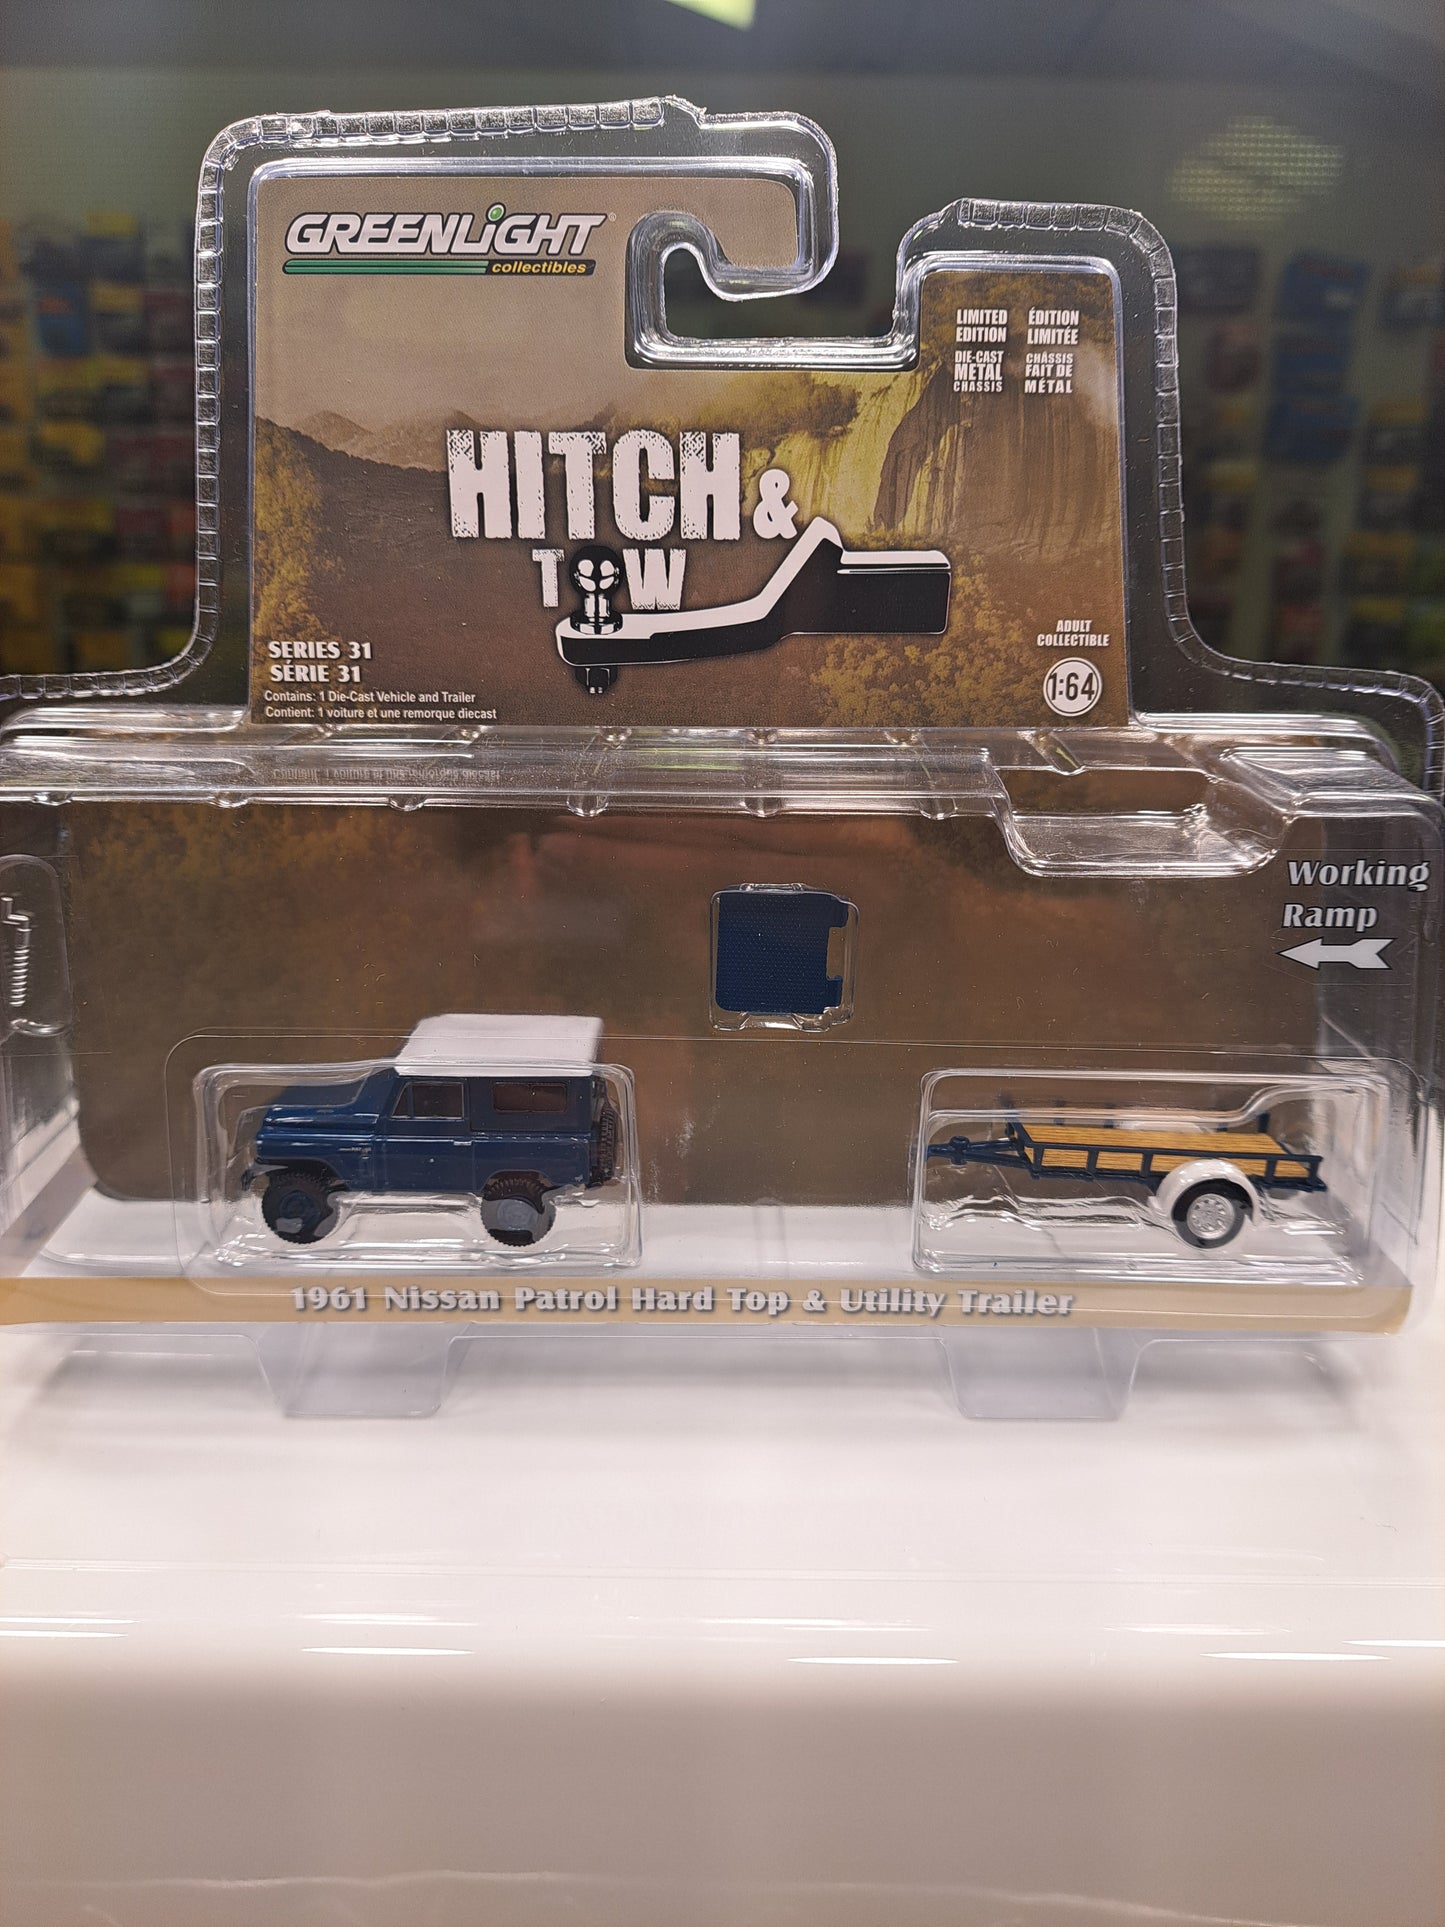 GREENLiGHT®
collectibles
LIMITED EDITION
DIE-CAST METAL CHASSIS
ÉDITION LIMITÉE
CHÂSSIS FAIT DE MÉTAL
HITCH &
TOW
SERIES 31
SÉRIE 31
Contains: 1 Die-Cast Vehicle and Trailer
Contient: 1 voiture et une remorque diecast
ADULT
COLLECTIBLE
1:64
Working
Ramp
1961 Nissan Patrol Hard Top & Utility Trailer